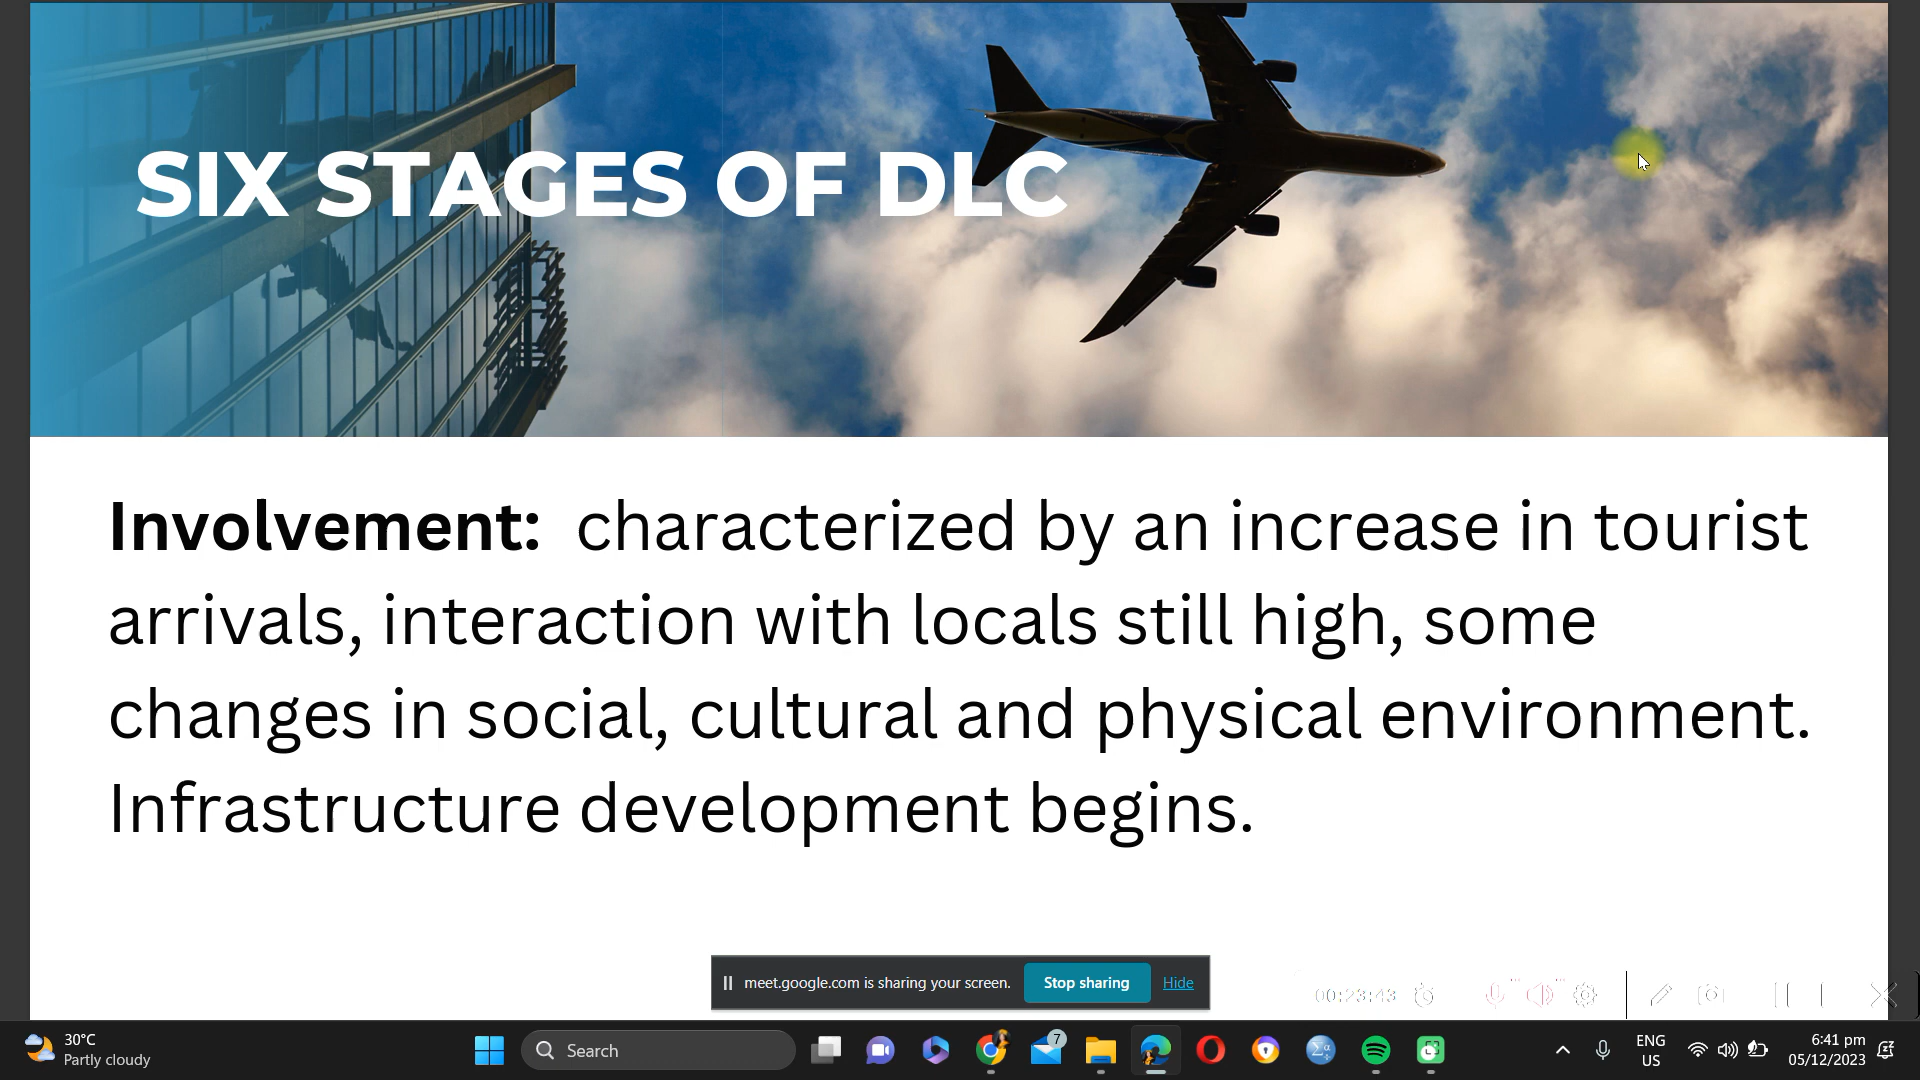 SIX STAGES OF DLC
Involvement: characterized by an increase in tourist
arrivals, interaction with locals still high, some
changes in social, cultural and physical environment.
Infrastructure development begins.
meet.google.com is sharing your screen. Stop sharing Hide
00:23:43
30°C
Partly cloudy
Search
7
ENG
US
6:41 pm
05/12/2023